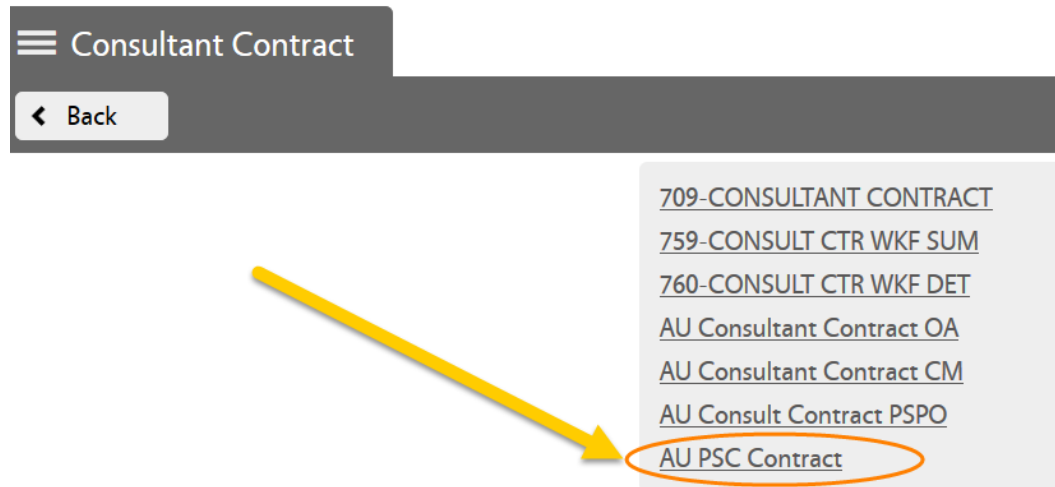 Consultant Contract
Back
709-CONSULTANT CONTRACT
759-CONSULT CTR WKF SUM
760-CONSULT CTR WKF DET
AU Consultant Contract OA
AU Consultant Contract CM
AU Consult Contract PSPO
AU PSC Contract